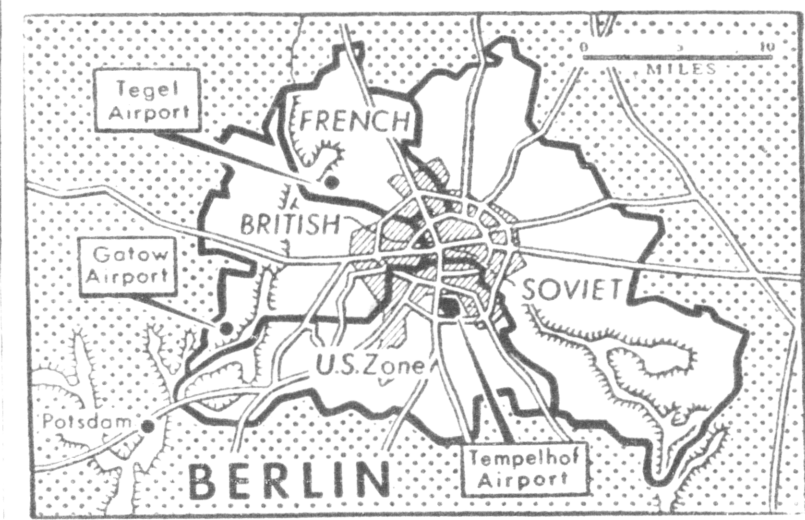 0 5 10
MILES
Tegel
Airport
FRENCH
BRITISH
Gatow
Airport
SOVIET
U.S.Zone
Potsdam
BERLIN
Tempelhof
Airport